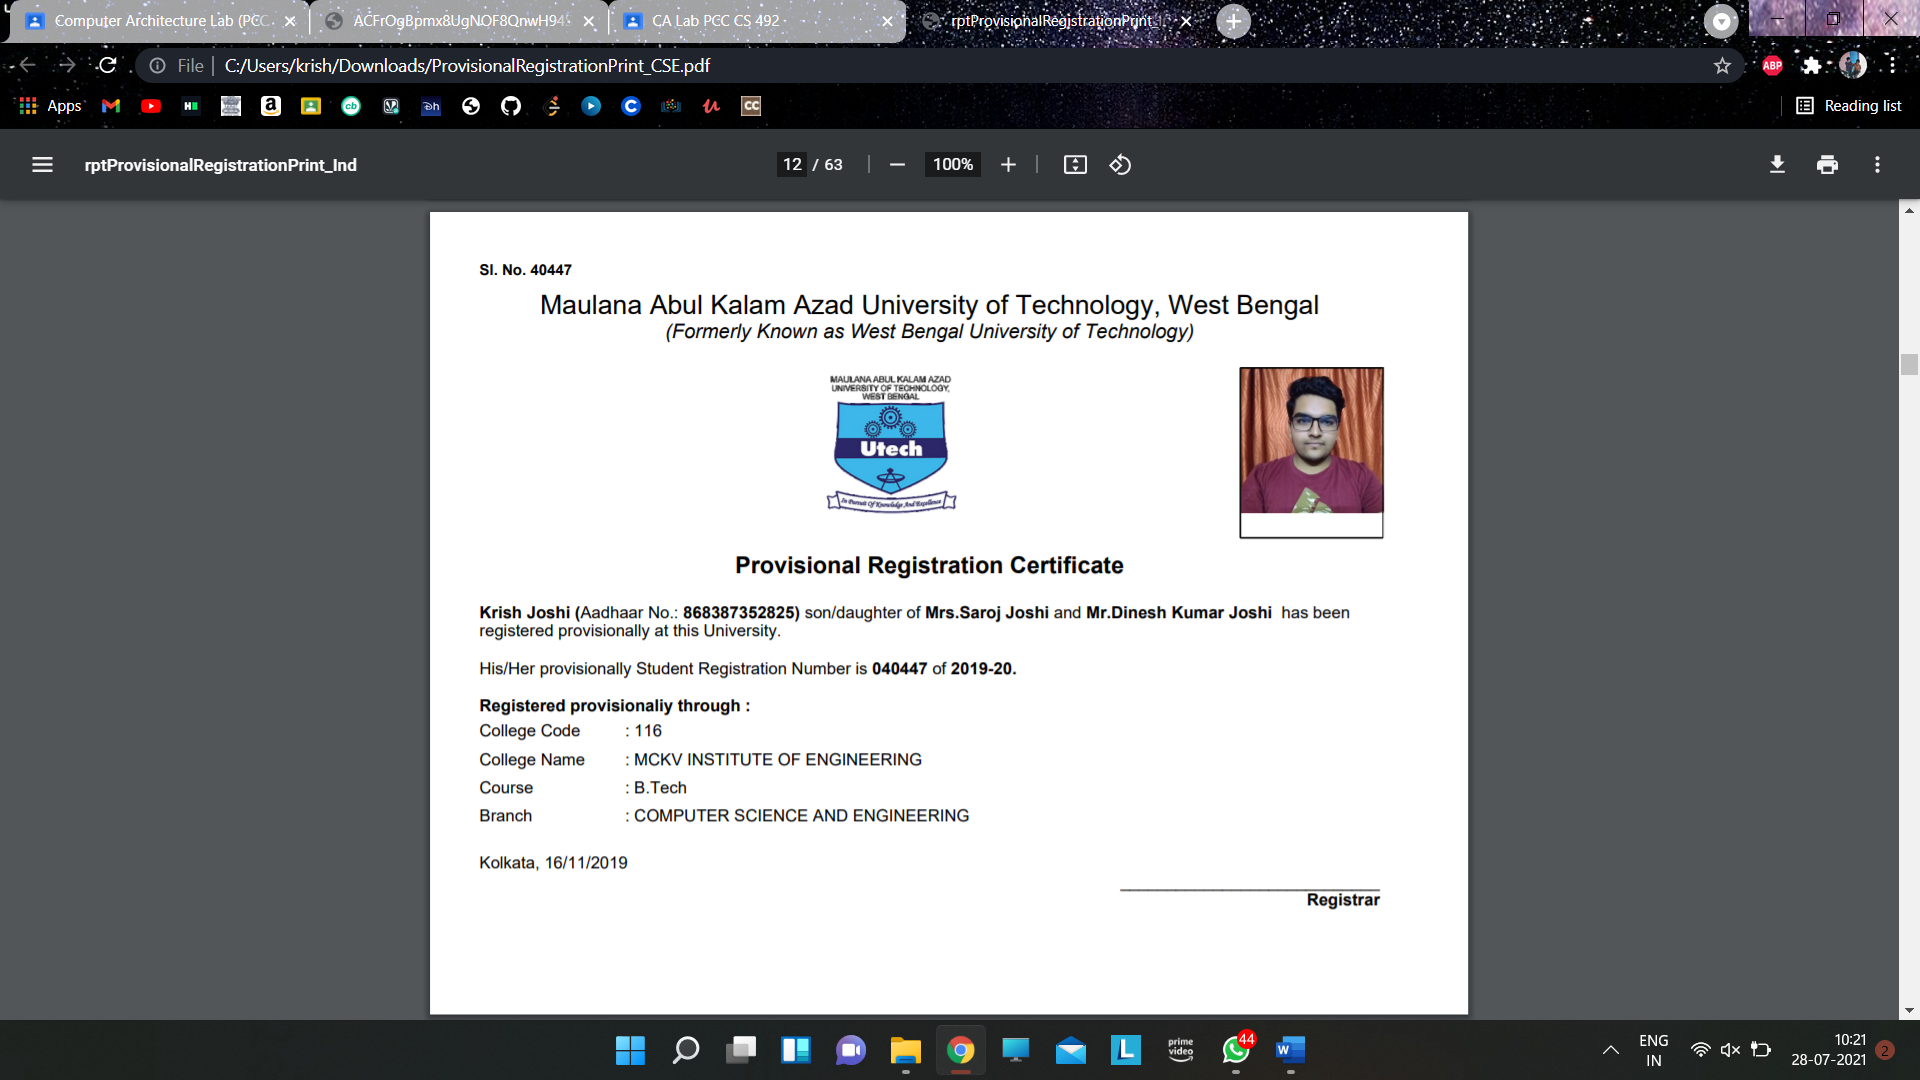 Computer Architecture Lab (PCC
ACFrOgBpmx8UgNOF8QnwH94
CA Lab PCC CS 492
rptProvisionalRegistrationPrint_I
File
C:/Users/krish/Downloads/ProvisionalRegistrationPrint_CSE.pdf
ABP
Apps
Reading list
rptProvisionalRegistrationPrint_Ind
12 / 63
100%
Sl. No. 40447
Maulana Abul Kalam Azad University of Technology, West Bengal
(Formerly Known as West Bengal University of Technology)
MAULANA ABUL KALAM AZAD
UNIVERSITY OF TECHNOLOGY,
WEST BENGAL
Utech
In Pursuit Of Knowledge And Excellence
Provisional Registration Certificate
Krish Joshi (Aadhaar No.: 868387352825) son/daughter of Mrs.Saroj Joshi and Mr.Dinesh Kumar Joshi has been
registered provisionally at this University.
His/Her provisionally Student Registration Number is 040447 of 2019-20.
Registered provisionaliy through :
College Code : 116
College Name : MCKV INSTITUTE OF ENGINEERING
Course : B.Tech
Branch : COMPUTER SCIENCE AND ENGINEERING
Kolkata, 16/11/2019
Registrar
prime video
44
ENG
IN
10:21
28-07-2021
2